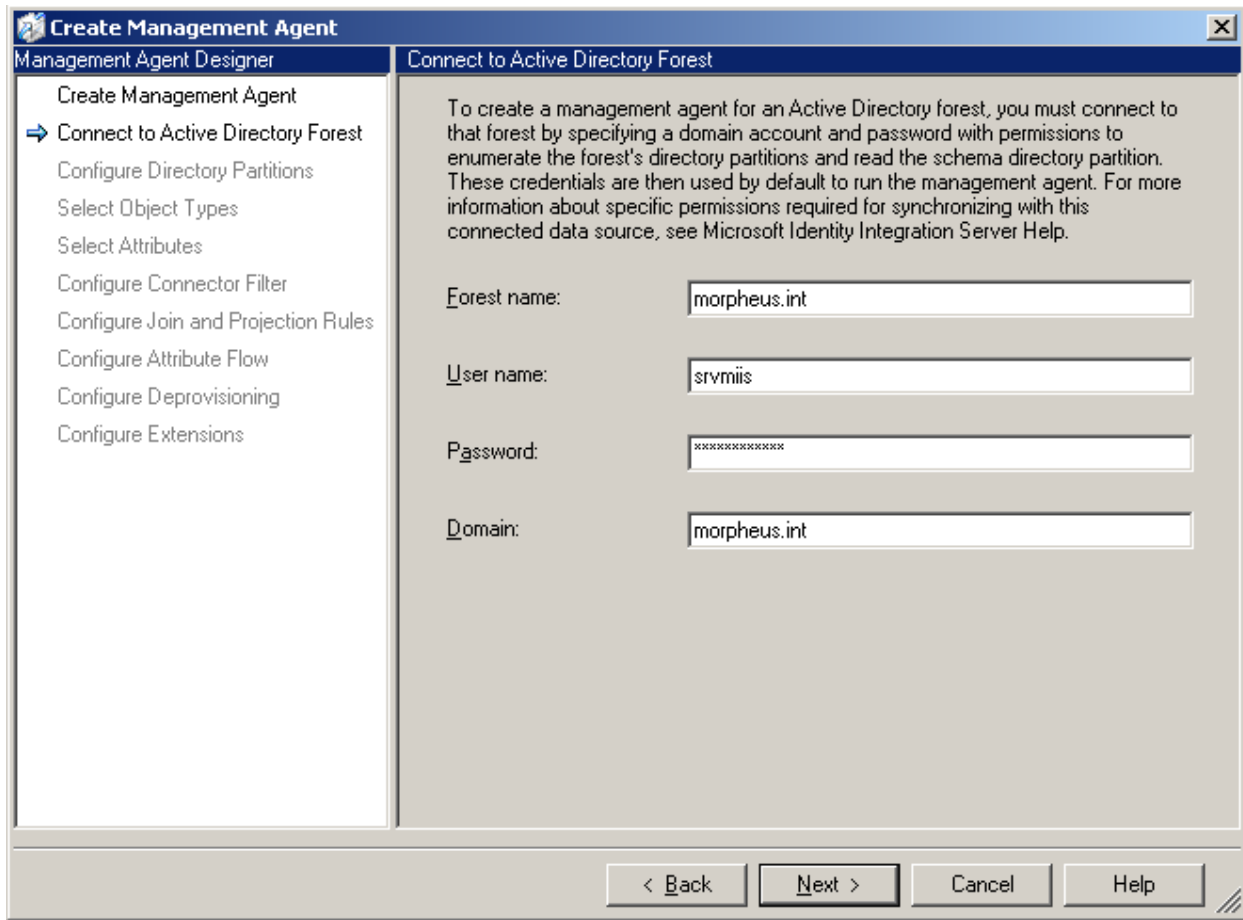 Create Management Agent
Management Agent Designer
Connect to Active Directory Forest
Create Management Agent
Connect to Active Directory Forest
Configure Directory Partitions
Select Object Types
Select Attributes
Configure Connector Filter
Configure Join and Projection Rules
Configure Attribute Flow
Configure Deprovisioning
Configure Extensions
To create a management agent for an Active Directory forest, you must connect to
that forest by specifying a domain account and password with permissions to
enumerate the forest's directory partitions and read the schema directory partition.
These credentials are then used by default to run the management agent. For more
information about specific permissions required for synchronizing with this
connected data source, see Microsoft Identity Integration Server Help.
Forest name: morpheus.int
User name: srvmiis
Password: ************
Domain: morpheus.int
< Back Next > Cancel Help